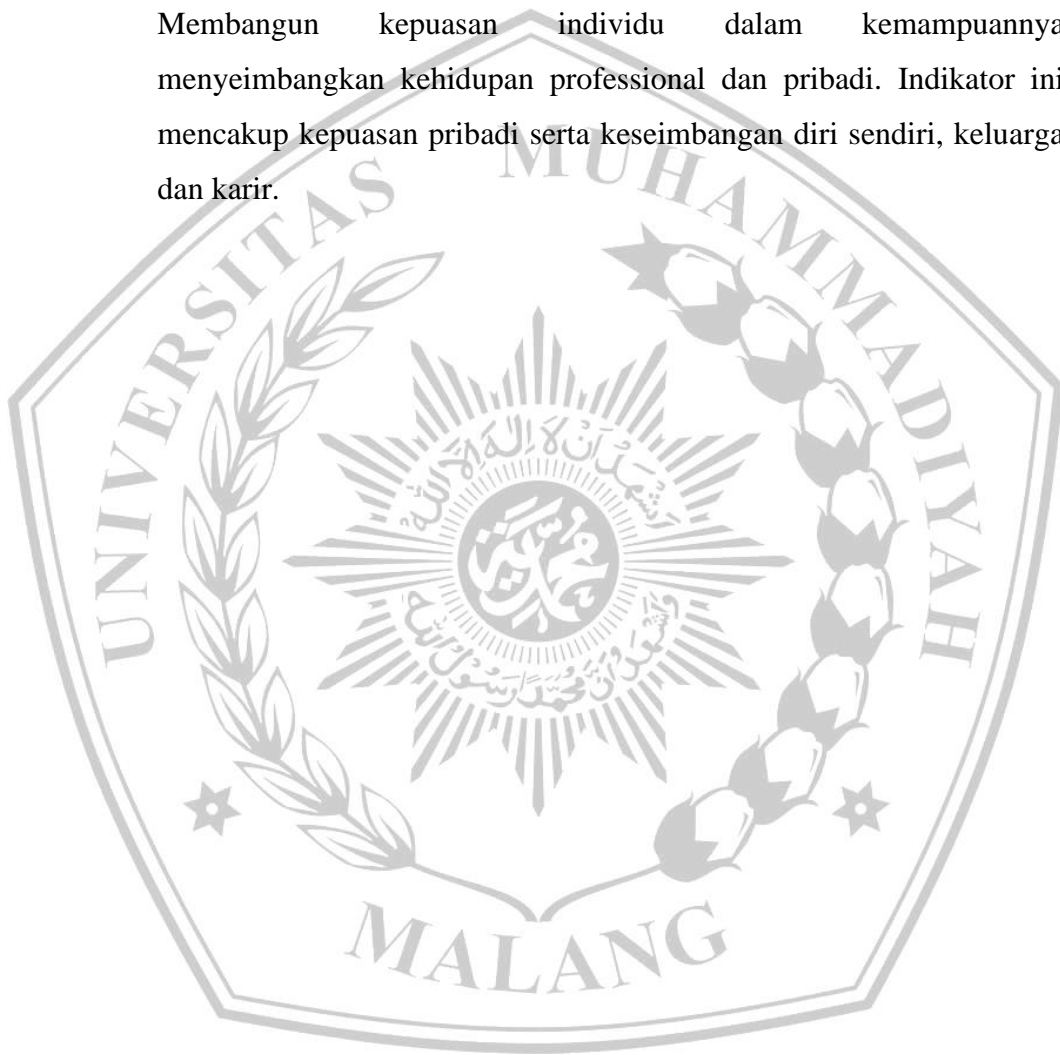 Membangun kepuasan individu dalam kemampuannya
menyeimbangkan kehidupan professional dan pribadi. Indikator ini
mencakup kepuasan pribadi serta keseimbangan diri sendiri, keluarga
dan karir.
UNIVERSITAS MUHAMMADIYAH
MALANG